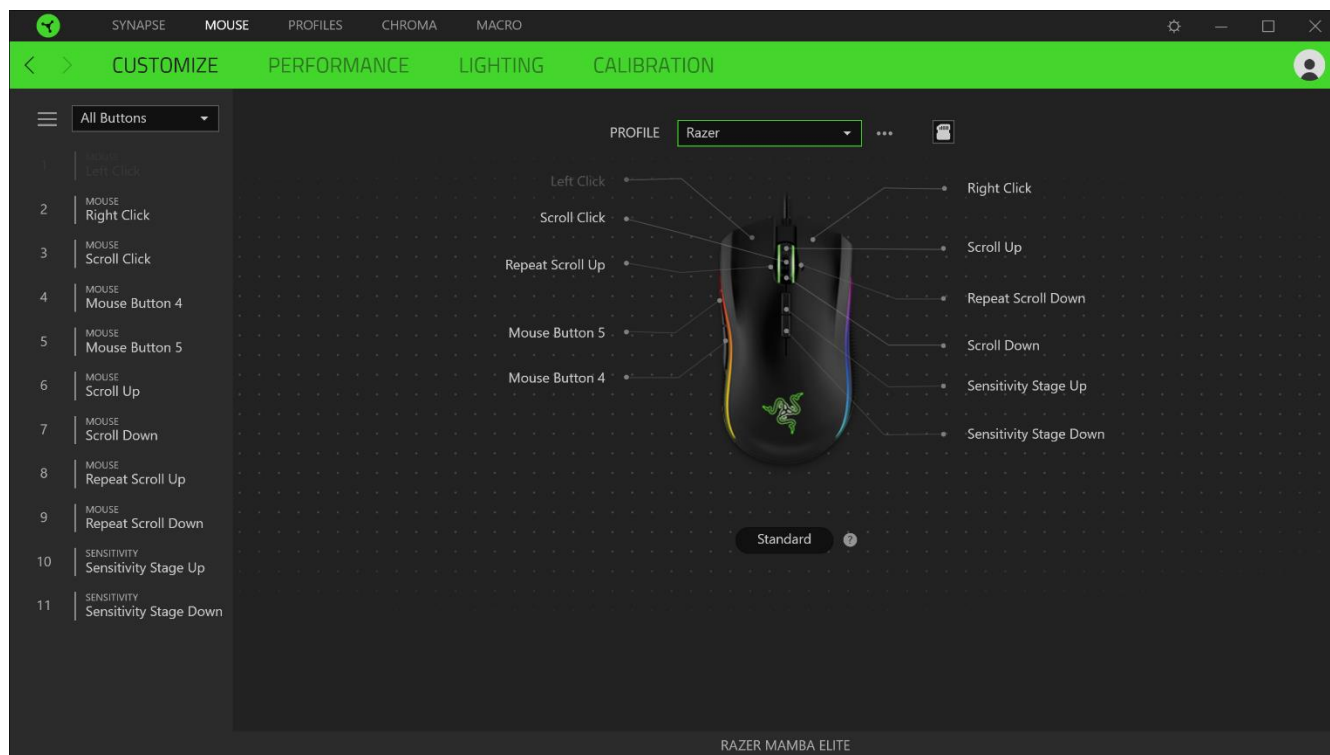 SYNAPSE MOUSE PROFILES CHROMA MACRO
CUSTOMIZE PERFORMANCE LIGHTING CALIBRATION
All Buttons
PROFILE Razer
1 MOUSE
Left Click
2 MOUSE
Right Click
3 MOUSE
Scroll Click
4 MOUSE
Mouse Button 4
5 MOUSE
Mouse Button 5
6 MOUSE
Scroll Up
7 MOUSE
Scroll Down
8 MOUSE
Repeat Scroll Up
9 MOUSE
Repeat Scroll Down
10 SENSITIVITY
Sensitivity Stage Up
11 SENSITIVITY
Sensitivity Stage Down
Left Click
Scroll Click
Repeat Scroll Up
Mouse Button 5
Mouse Button 4
Right Click
Scroll Up
Repeat Scroll Down
Scroll Down
Sensitivity Stage Up
Sensitivity Stage Down
Standard ?
RAZER MAMBA ELITE